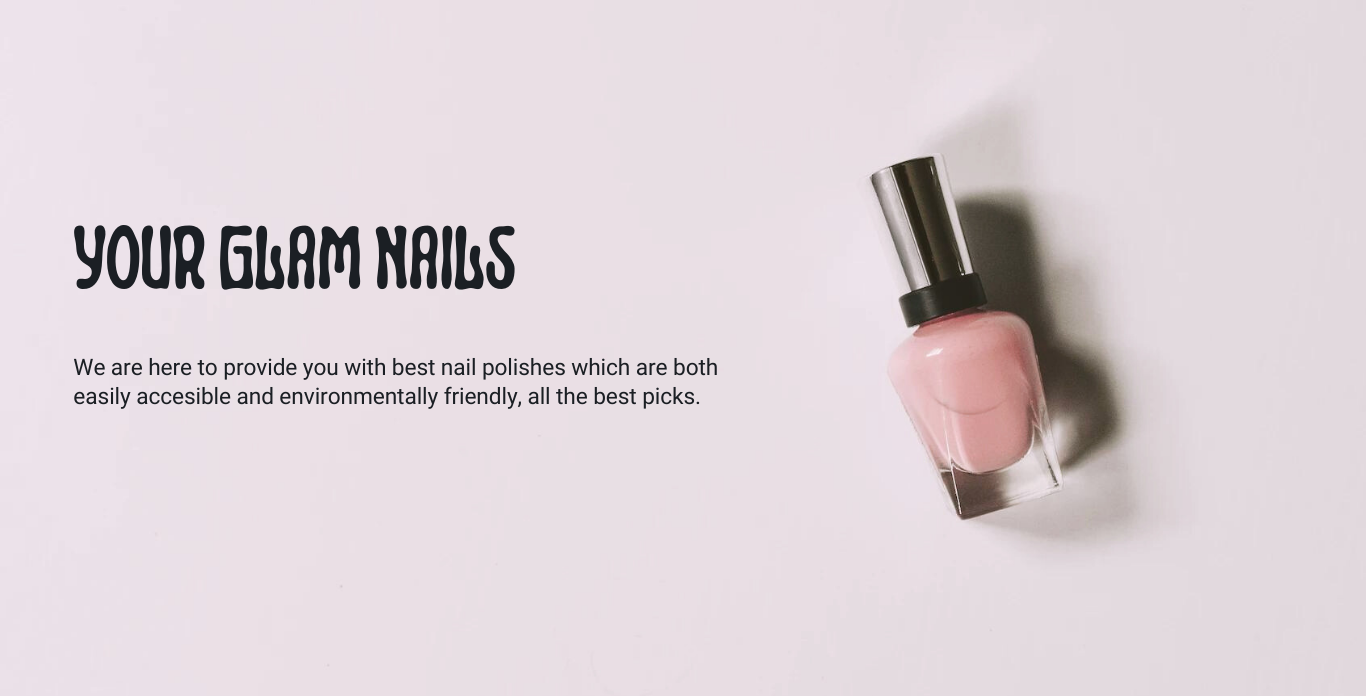 YOUR GLAM NAILS
We are here to provide you with best nail polishes which are both
easily accesible and environmentally friendly, all the best picks.